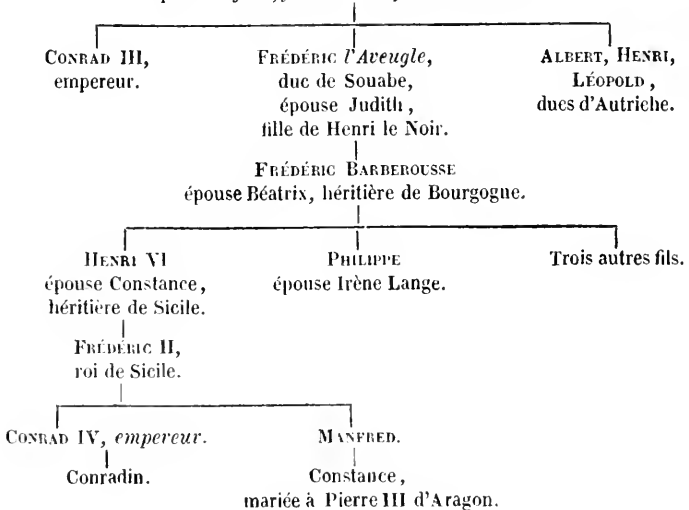 CONRAD III,
empereur.
FRÉDÉRIC l'Aveugle,
duc de Souabe,
épouse Judith,
fille de Henri le Noir.
ALBERT, HENRI,
LÉOPOLD,
ducs d'Autriche.
FRÉDÉRIC BARBEROUSSE
épouse Béatrix, héritière de Bourgogne.
HENRI VI
épouse Constance,
héritière de Sicile.
PHILIPPE
épouse Irène Lange.
Trois autres fils.
FRÉDÉRIC II,
roi de Sicile.
CONRAD IV, empereur.
MANFRED.
Conradin.
Constance,
mariée à Pierre III d'Aragon.